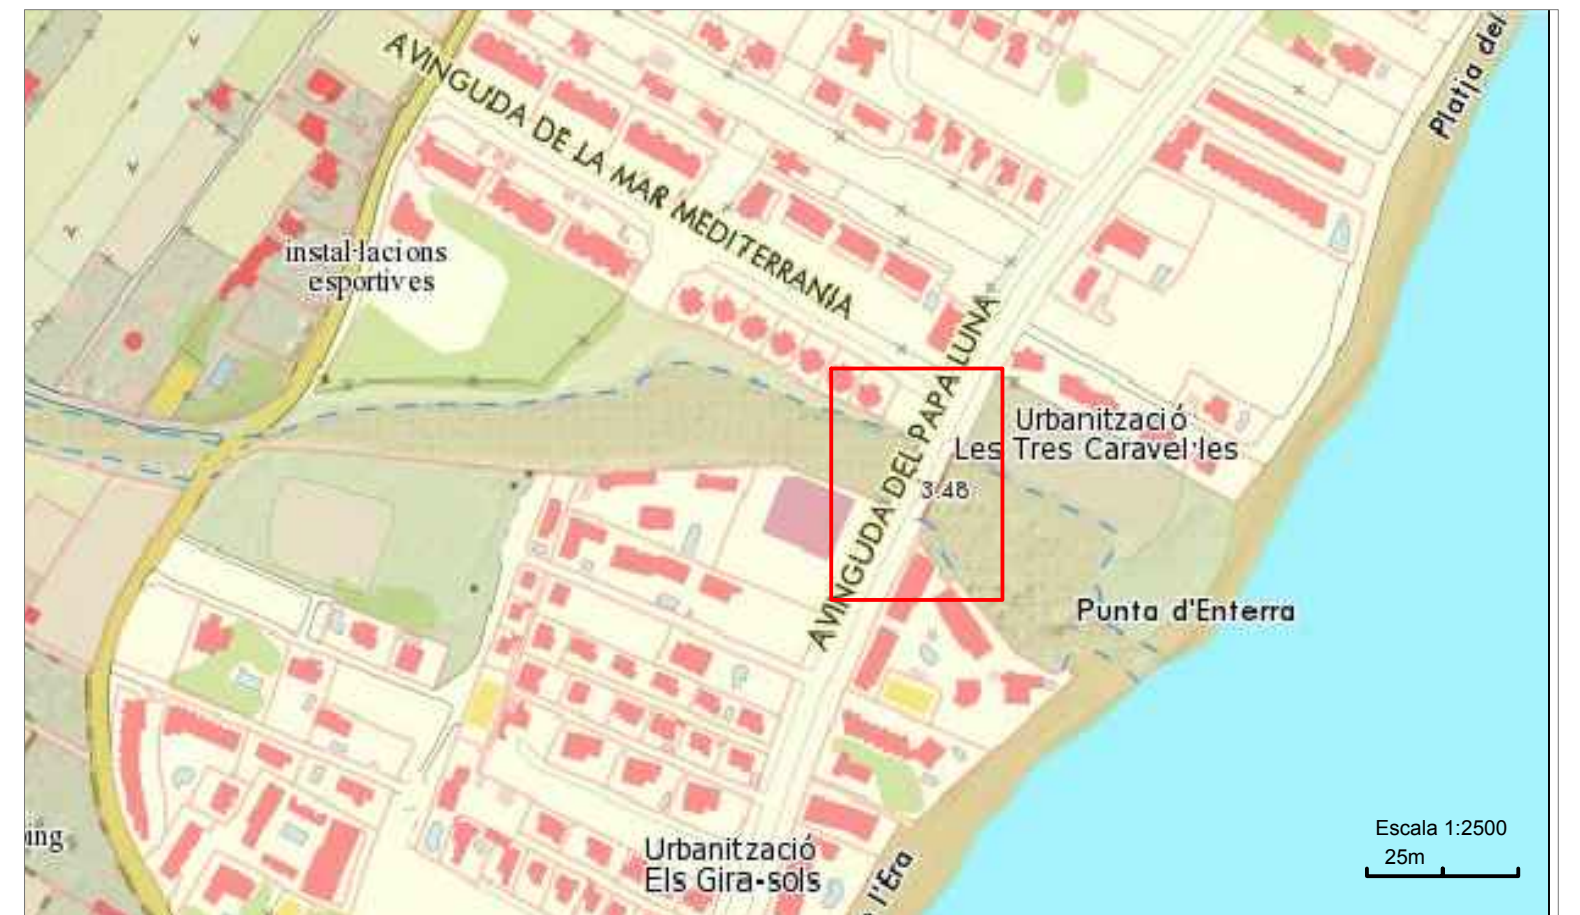 Platja del
AVINGUDA DE LA MAR MEDITERRANIA
instal·lacions
esportives
AVINGUDA DEL PAPA LUNA
Urbanització
Les Tres Caravel·les
3.48
Punta d'Enterra
Escala 1:2500
25m
ing
Urbanització
Els Gira-sols
l'Era